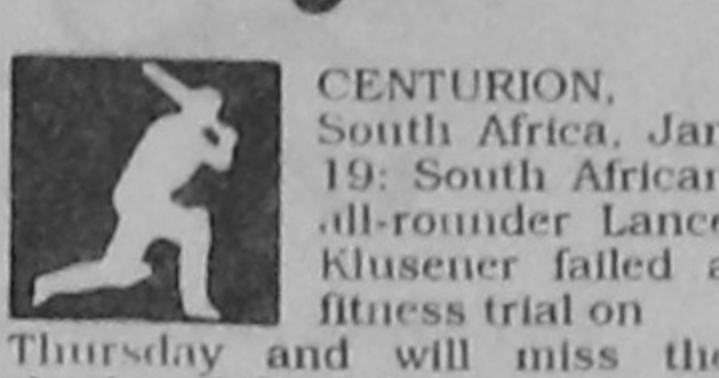 CENTURION,
South Africa, Jan
19: South African
all-rounder Lance
Klusener failed a
fitness trial on
Thursday and will miss the